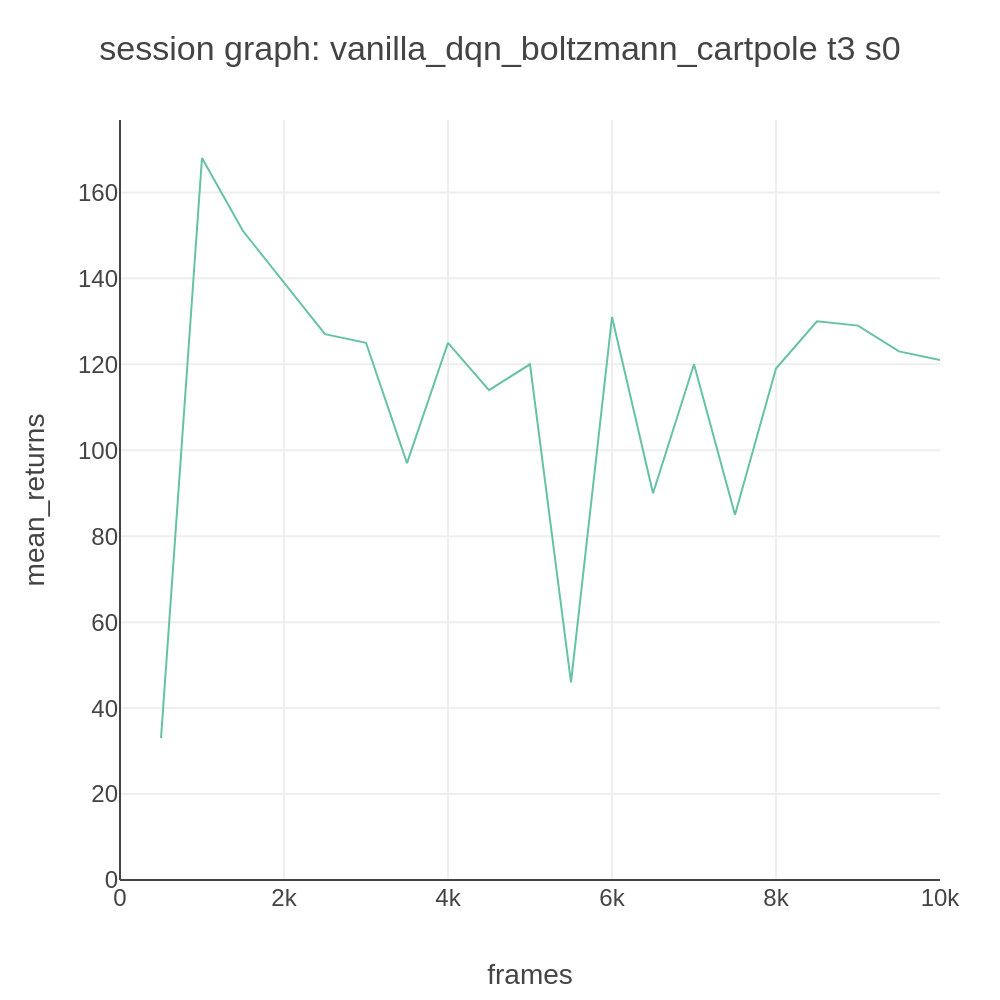 session graph: vanilla_dqn_boltzmann_cartpole t3 s0
160
140
120
100
80
60
40
20
0
mean_returns
0 2k 4k 6k 8k 10k
frames